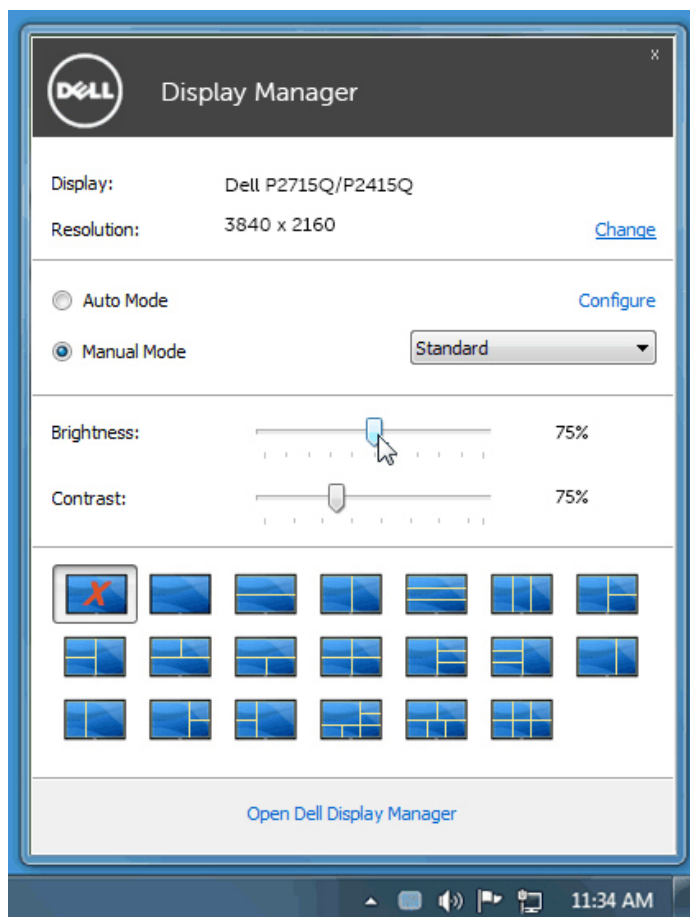 x
DELL Display Manager
Display: Dell P2715Q/P2415Q
Resolution: 3840 x 2160 Change
Auto Mode Configure
Manual Mode Standard
Brightness: 75%
Contrast: 75%
X
Open Dell Display Manager
11:34 AM